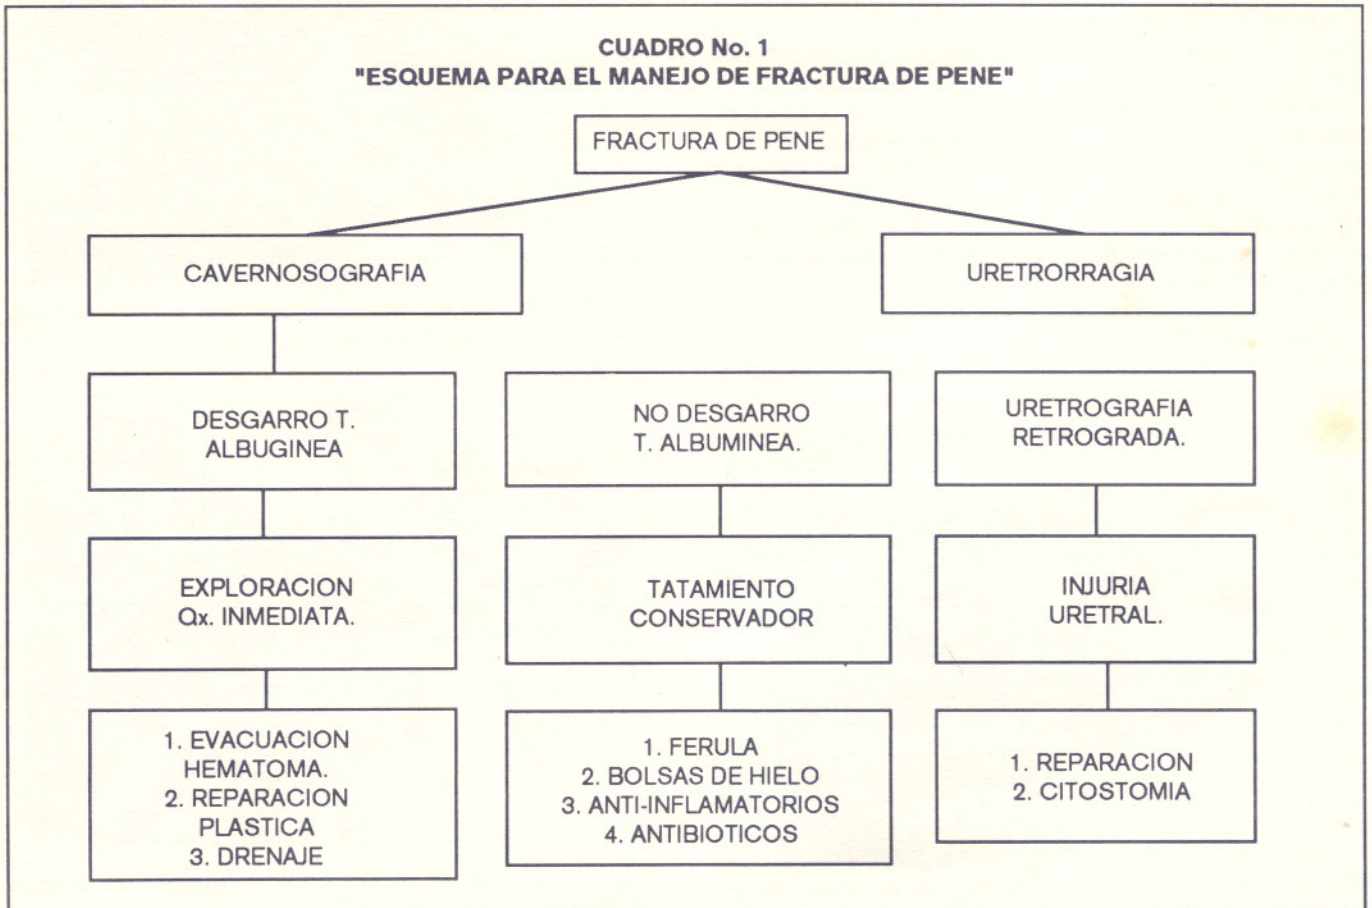 CUADRO No. 1
"ESQUEMA PARA EL MANEJO DE FRACTURA DE PENE"
FRACTURA DE PENE
CAVERNOSOGRAFIA
URETRORRAGIA
DESGARRO T.
ALBUGINEA
NO DESGARRO
T. ALBUMINEA.
URETROGRAFIA
RETROGRADA.
EXPLORACION
Qx. INMEDIATA.
TATAMIENTO
CONSERVADOR
INJURIA
URETRAL.
1. EVACUACION
HEMATOMA.
2. REPARACION
PLASTICA
3. DRENAJE
1. FERULA
2. BOLSAS DE HIELO
3. ANTI-INFLAMATORIOS
4. ANTIBIOTICOS
1. REPARACION
2. CITOSTOMIA